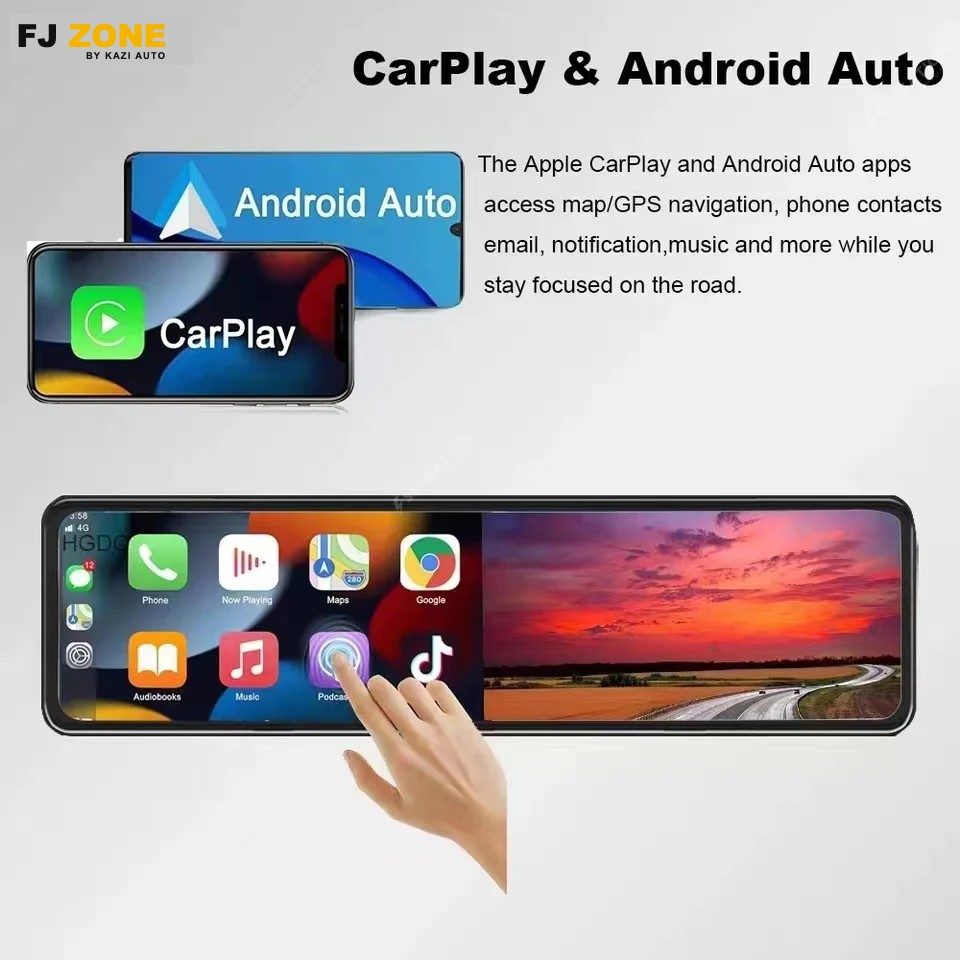 FJ ZONE
BY KAZI AUTO
CarPlay & Android Auto
The Apple CarPlay and Android Auto apps
access map/GPS navigation, phone contacts
email, notification,music and more while you
stay focused on the road.
Android Auto
CarPlay
3:58
4G
HGDG
12
280
Phone
Now Playing
Maps
Google
Audiobooks
Music
Podcas